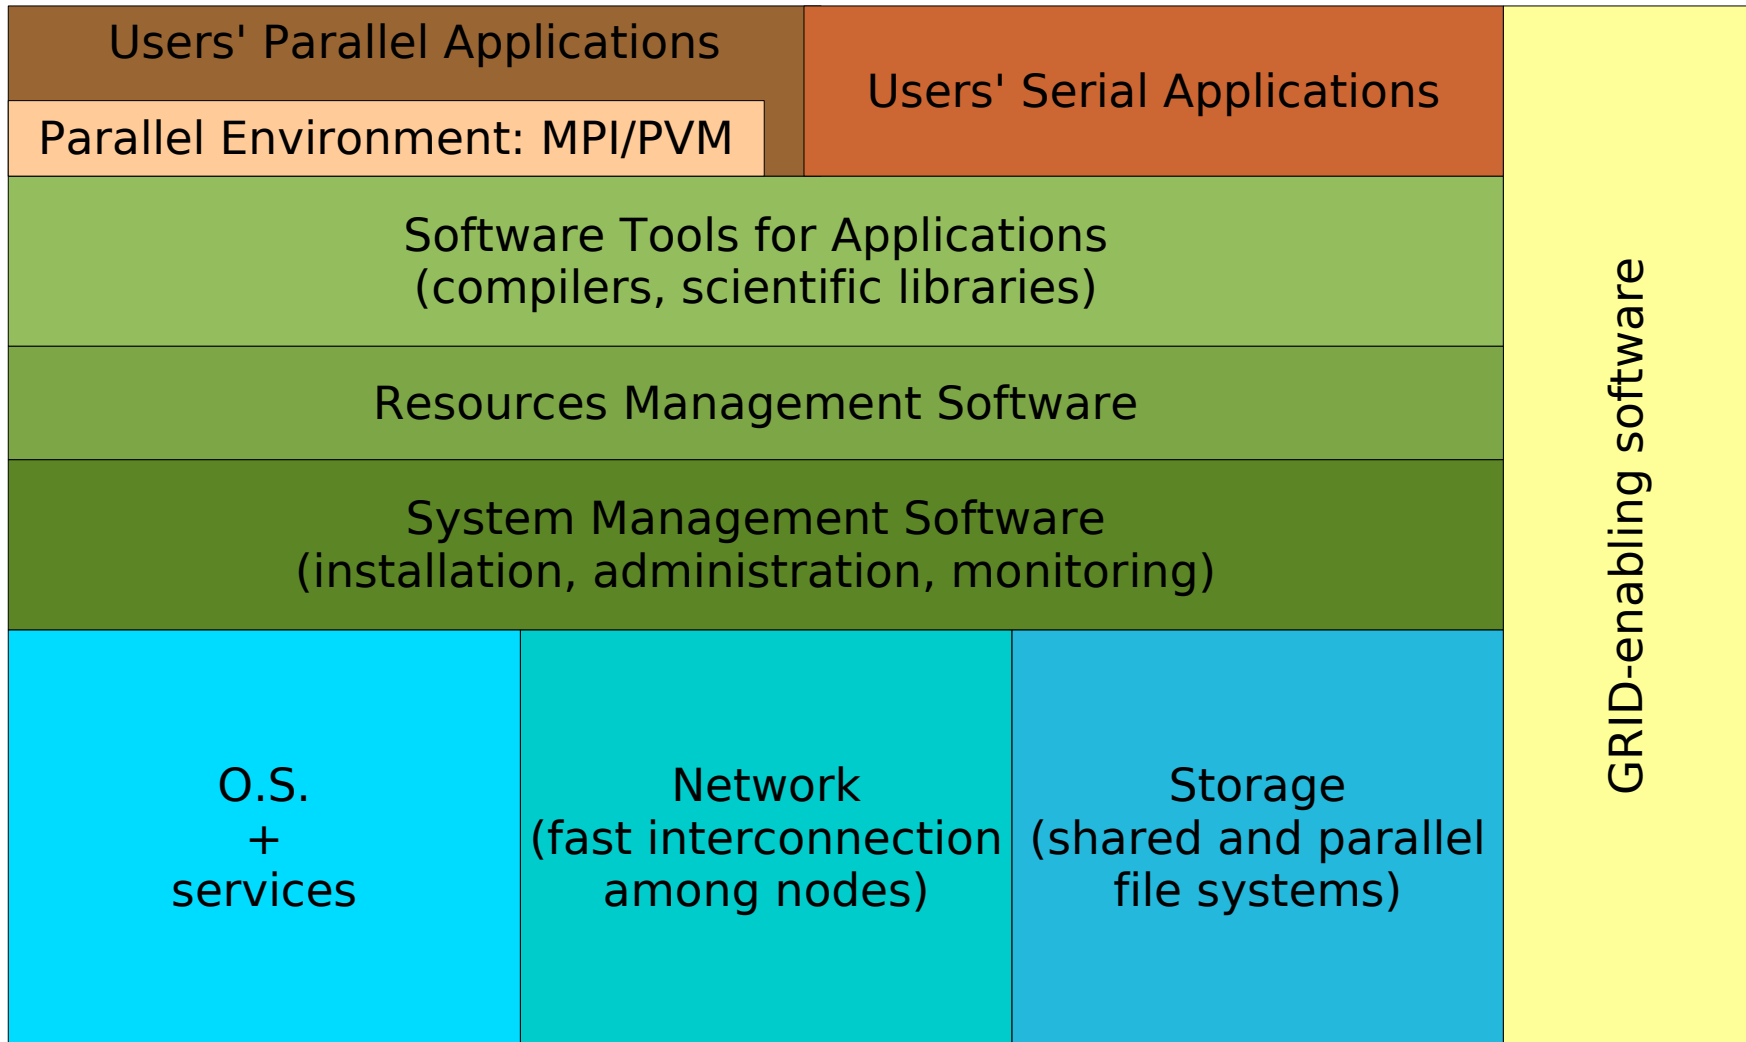 Users' Parallel Applications
Users' Serial Applications
Parallel Environment: MPI/PVM
Software Tools for Applications
(compilers, scientific libraries)
Resources Management Software
System Management Software
(installation, administration, monitoring)
O.S.
+
services
Network
(fast interconnection
among nodes)
Storage
(shared and parallel
file systems)
GRID-enabling software